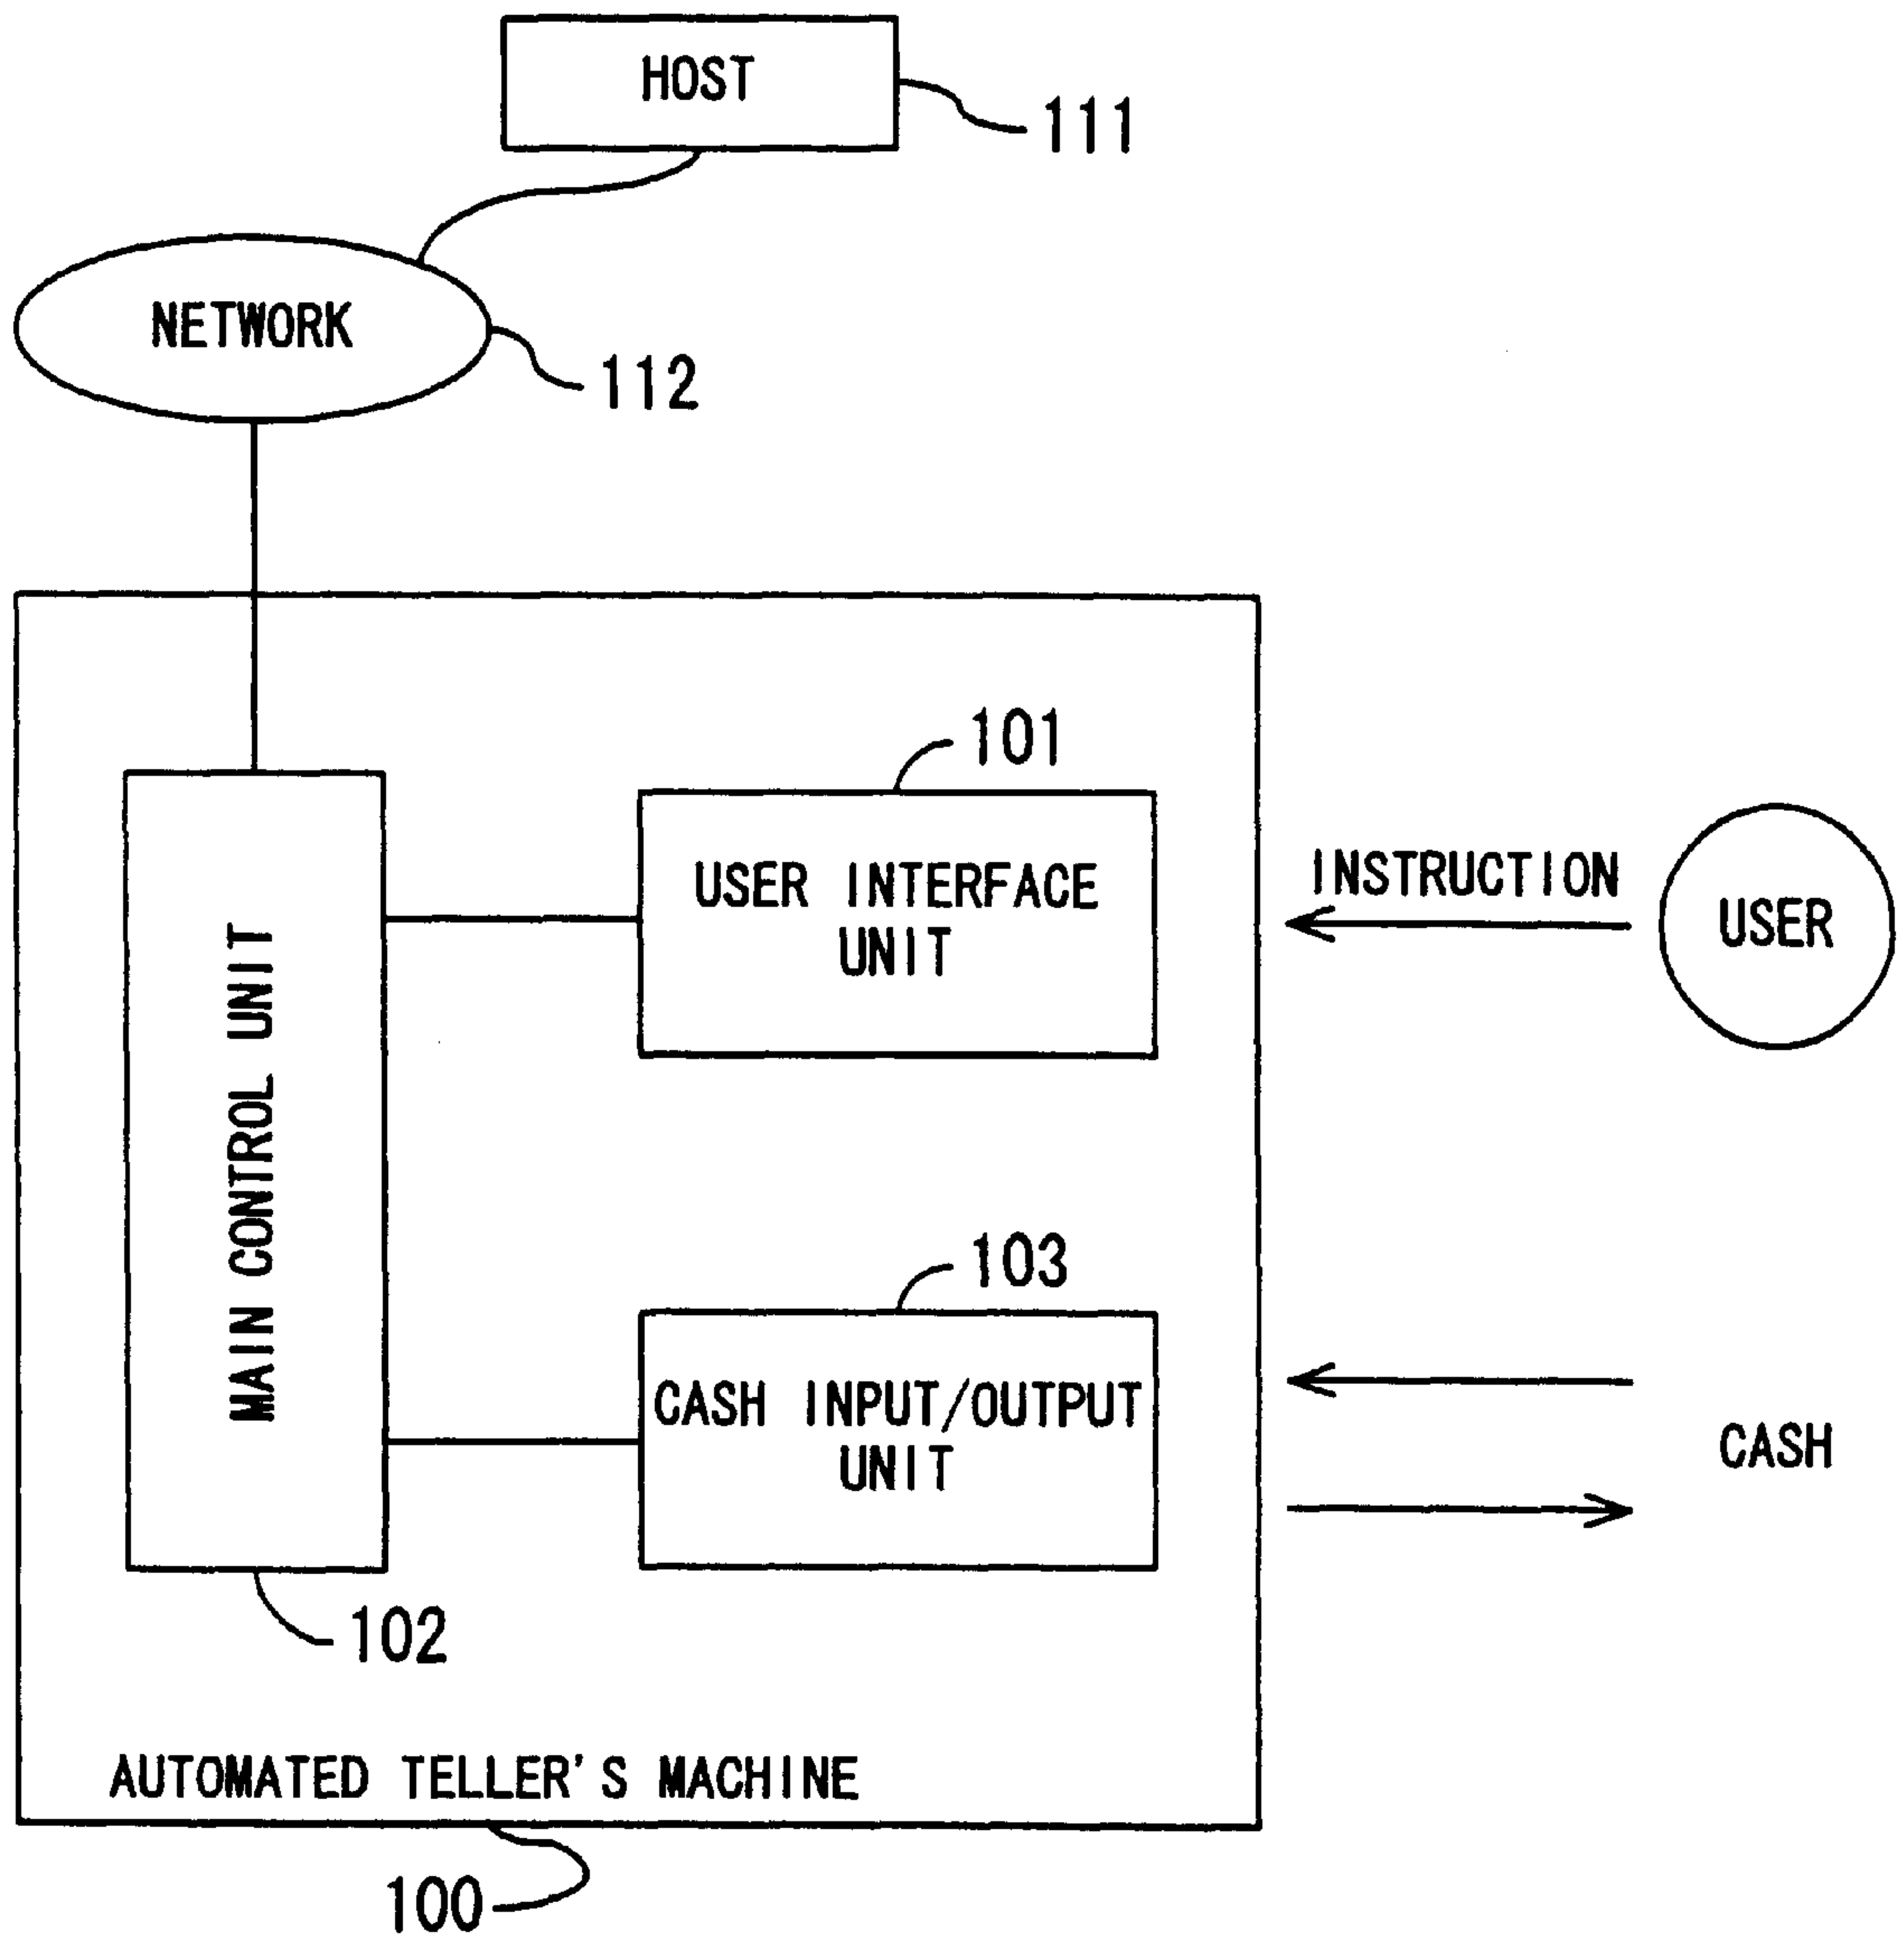 HOST
111
NETWORK
112
101
USER INTERFACE
UNIT
INSTRUCTION
USER
MAIN CONTROL UNIT
103
CASH INPUT/OUTPUT
UNIT
CASH
102
AUTOMATED TELLER'S MACHINE
100